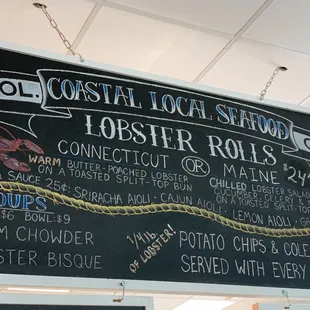 OL. COASTAL LOCAL SEAFOOD
LOBSTER ROLLS
CONNECTICUT OR MAINE $24
WARM BUTTER-POACHED LOBSTER
ON A TOASTED SPLIT-TOP BUN
CHILLED LOBSTER SALAD
CUCUMBER, CELERY &
ON A TOASTED SPLIT-TOP
A SAUCE 25¢: SRIRACHA AIOLI - CAJUN AIOLI - LEMON AIOLI -
OUPS
$6 BOWL $9
M CHOWDER
STER BISQUE
1/4 lb. OF LOBSTER!
POTATO CHIPS & COLE
SERVED WITH EVERY